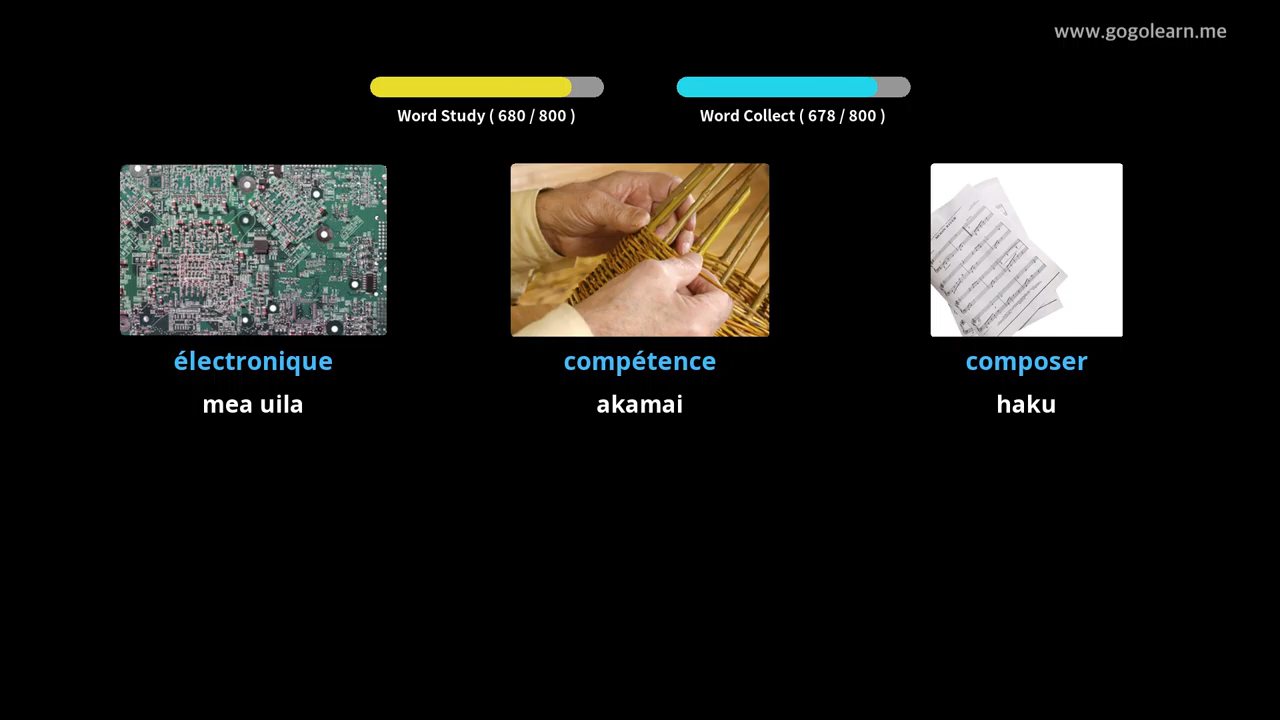 www.gogolearn.me
Word Study ( 680 / 800 )
Word Collect ( 678 / 800 )
électronique
compétence
composer
mea uila
akamai
haku